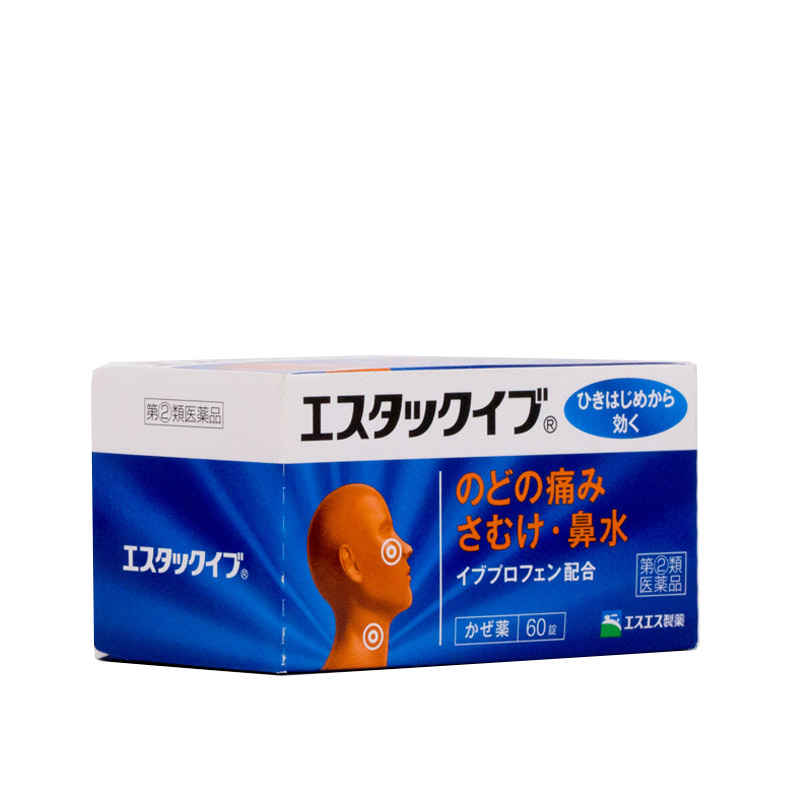 第②類医薬品
エスタックイブ®
エスタックイブ®
ひきはじめから
効く
のどの痛み
さむけ・鼻水
イブプロフェン配合
第②類
医薬品
かぜ薬 60錠
エスエス製薬